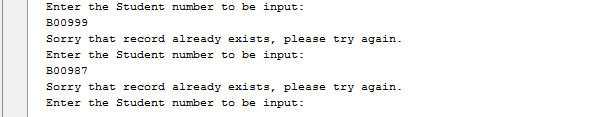 Enter the Student number to be input:
B00999
Sorry that record already exists, please try again.
Enter the Student number to be input:
B00987
Sorry that record already exists, please try again.
Enter the Student number to be input: